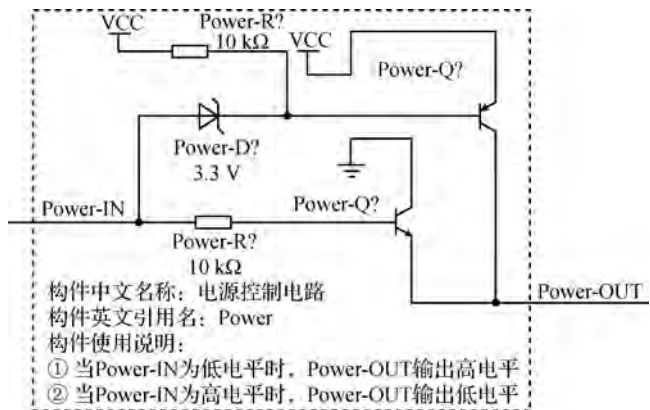 Power-R?
VCC
10 kΩ
VCC
Power-Q?
Power-D?
3.3 V
Power-IN
Power-Q?
Power-R?
10 kΩ
Power-OUT
构件中文名称：电源控制电路
构件英文引用名：Power
构件使用说明：
① 当Power-IN为低电平时，Power-OUT输出高电平
② 当Power-IN为高电平时，Power-OUT输出低电平